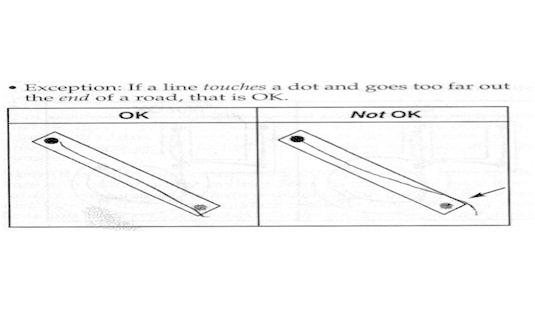 • Exception: If a line touches a dot and goes too far out
the end of a road, that is OK.
OK
Not OK